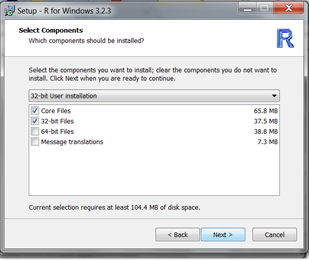 Setup - R for Windows 3.2.3
Select Components
Which components should be installed?
R
Select the components you want to install; clear the components you do not want to
install. Click Next when you are ready to continue.
32-bit User installation
Core Files 65.8 MB
32-bit Files 37.5 MB
64-bit Files 38.8 MB
Message translations 7.3 MB
Current selection requires at least 104.4 MB of disk space.
< Back Next > Cancel